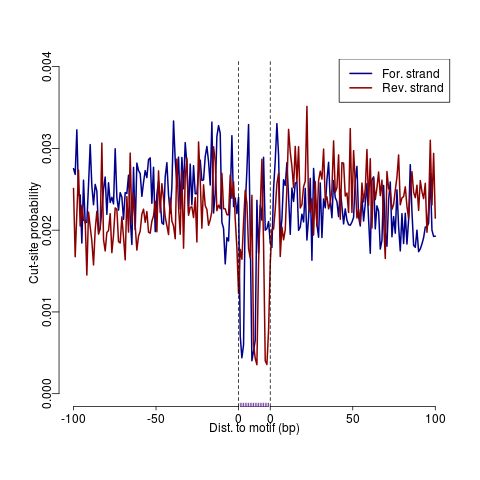 For. strand
Rev. strand
Cut-site probability
0.004
0.003
0.002
0.001
0.000
-100 -50 0 0 50 100
Dist. to motif (bp)